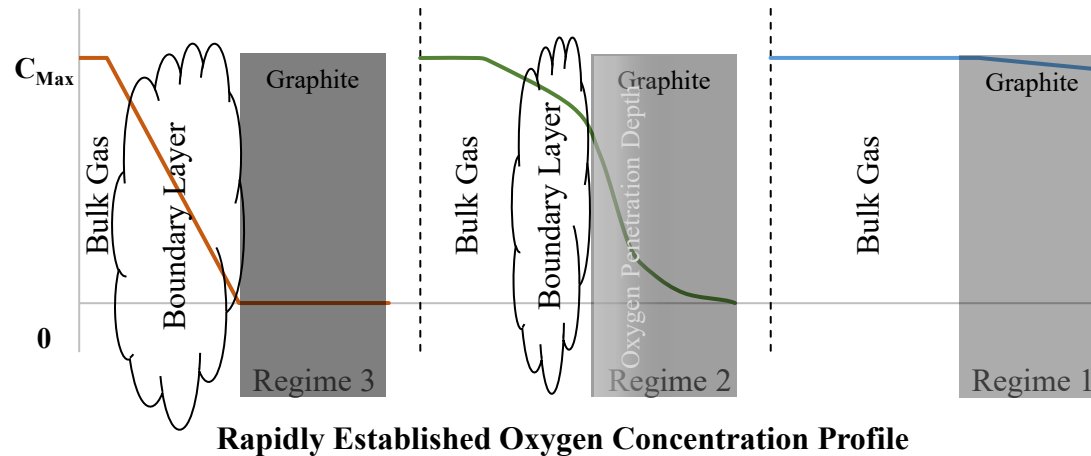 C_Max
0
Bulk Gas
Boundary Layer
Graphite
Regime 3
Bulk Gas
Boundary Layer
Oxygen Penetration Depth
Graphite
Regime 2
Bulk Gas
Graphite
Regime 1
Rapidly Established Oxygen Concentration Profile